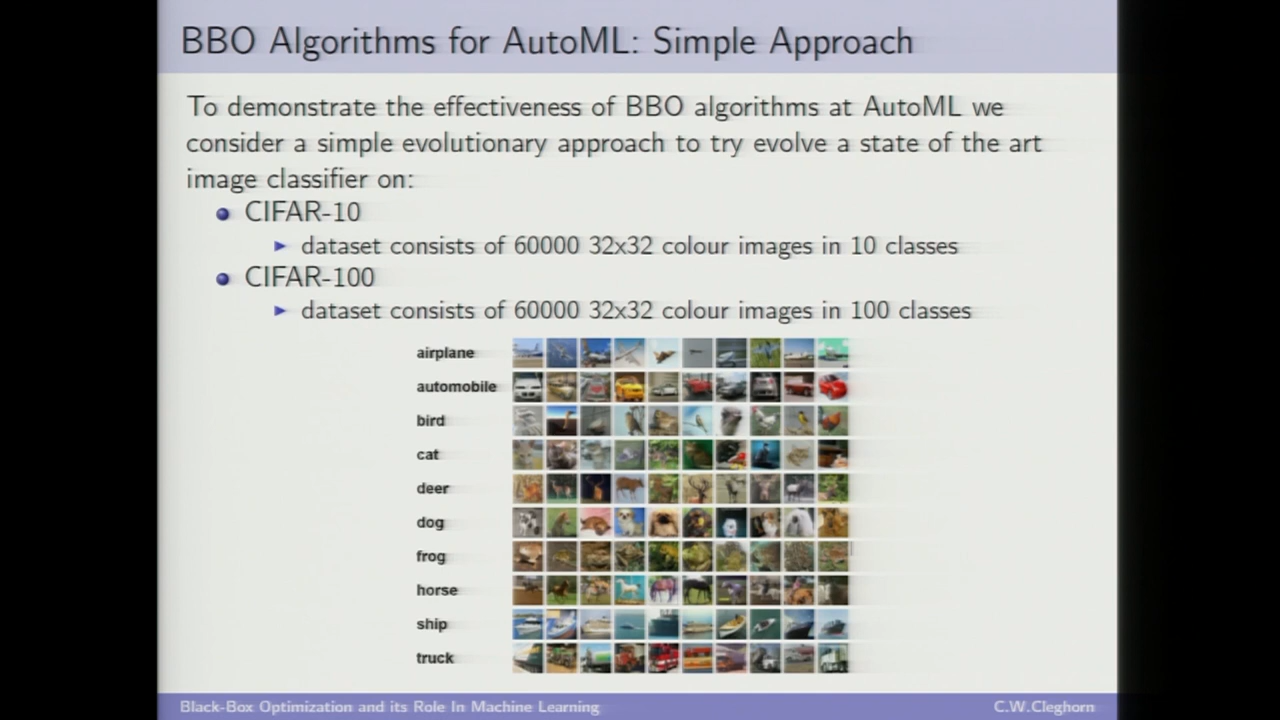 BBO Algorithms for AutoML: Simple Approach
To demonstrate the effectiveness of BBO algorithms at AutoML we
consider a simple evolutionary approach to try evolve a state of the art
image classifier on:
CIFAR-10
dataset consists of 60000 32x32 colour images in 10 classes
CIFAR-100
dataset consists of 60000 32x32 colour images in 100 classes
airplane
automobile
bird
cat
deer
dog
frog
horse
ship
truck
Black-Box Optimization and its Role In Machine Learning
C.W.Cleghorn